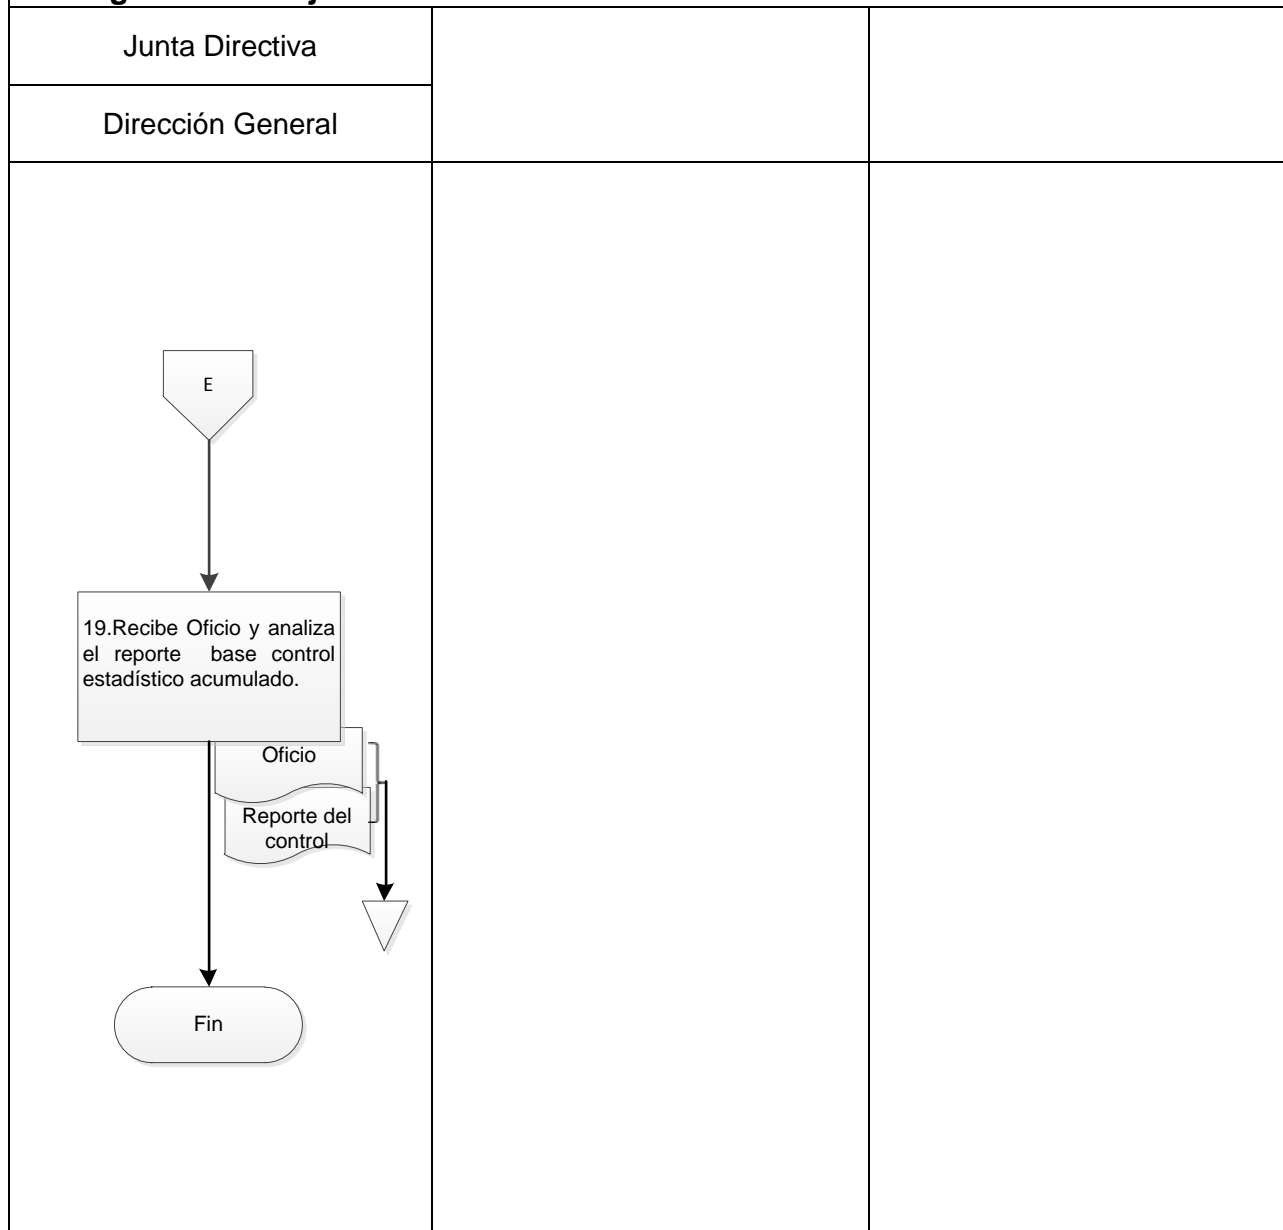 Junta Directiva
Dirección General
E
19.Recibe Oficio y analiza
el reporte base control
estadístico acumulado.
Oficio
Reporte del
control
Fin